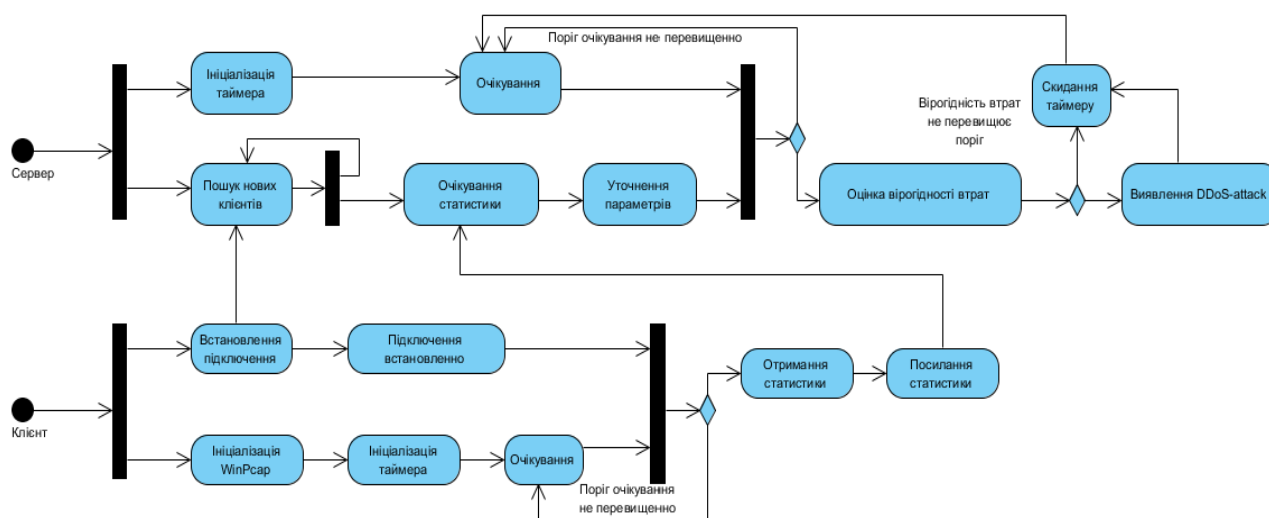 Поріг очікування не перевищенно
Ініціалізація
таймера
Очікування
Скидання
таймеру
Вірогідність втрат
не перевищує
поріг
Сервер
Пошук нових
клієнтів
Очікування
статистики
Уточнення
параметрів
Оцінка вірогідності втрат
Виявлення DDoS-attack
Встановлення
підключення
Підключення
встановленно
Отримання
статистики
Посилання
статистики
Клієнт
Ініціалізація
WinPcap
Ініціалізація
таймера
Очікування
Поріг очікування
не перевищенно